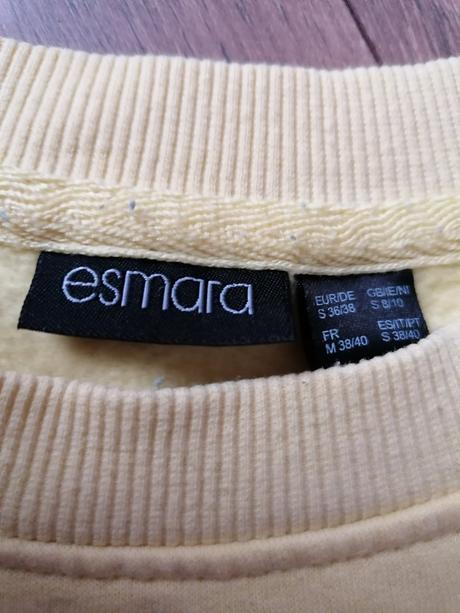 esmara
EUR/DE GB/IE/NI
S 36/38 S 8/10
FR ES/IT/PT
M 38/40 S 38/40